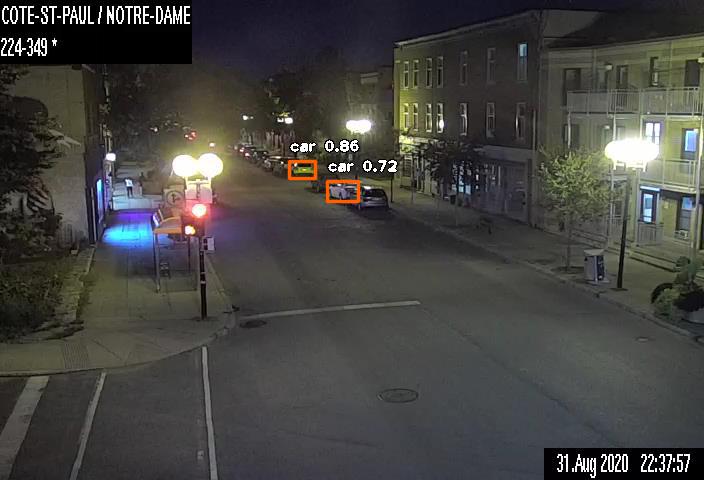 COTE-ST-PAUL / NOTRE-DAME
224-349 *
car 0.86
car 0.72
31.Aug 2020 22:37:57